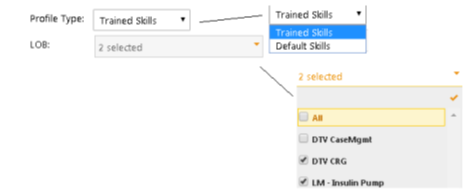 Profile Type: Trained Skills
Trained Skills
Trained Skills
Default Skills
LOB: 2 selected
2 selected
All
DTV CaseMgmt
DTV CRG
LM - Insulin Pump